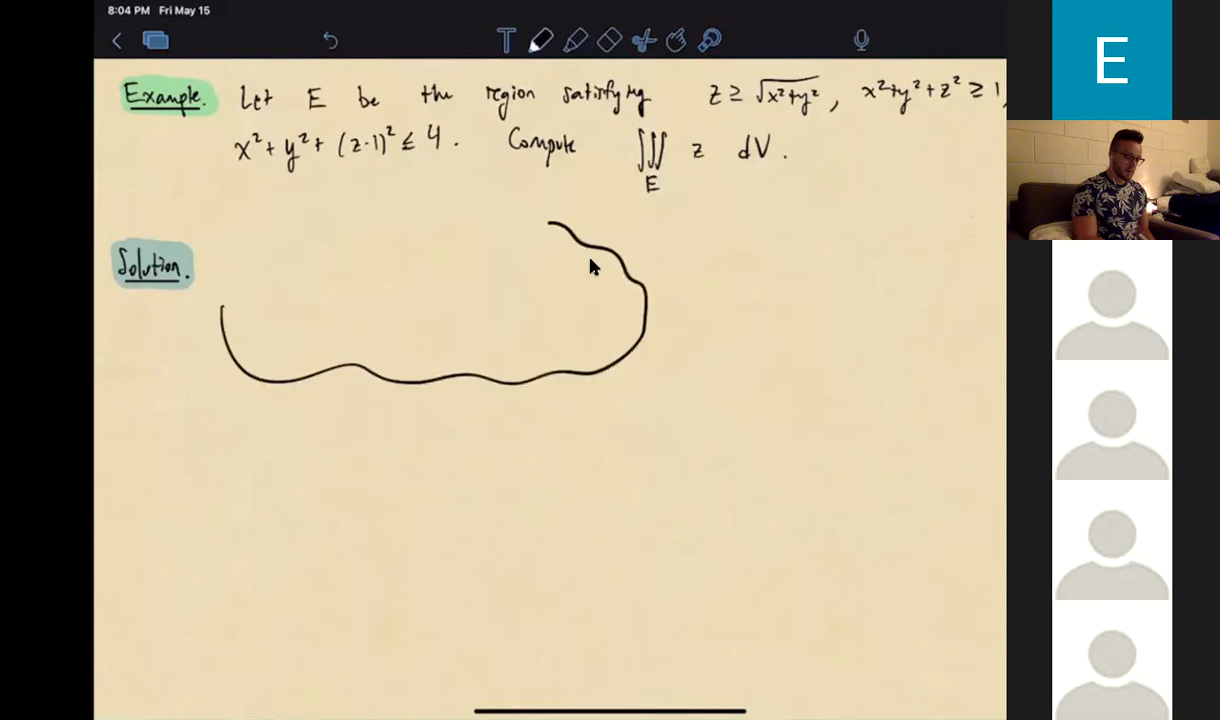 8:04 PM Fri May 15
E
Example. Let E be the region satisfying z ≥ √x²+y² , x²+y²+z² ≥ 1,
x² + y² + (z-1)² ≤ 4 . Compute ∭_E z dV .
Solution.